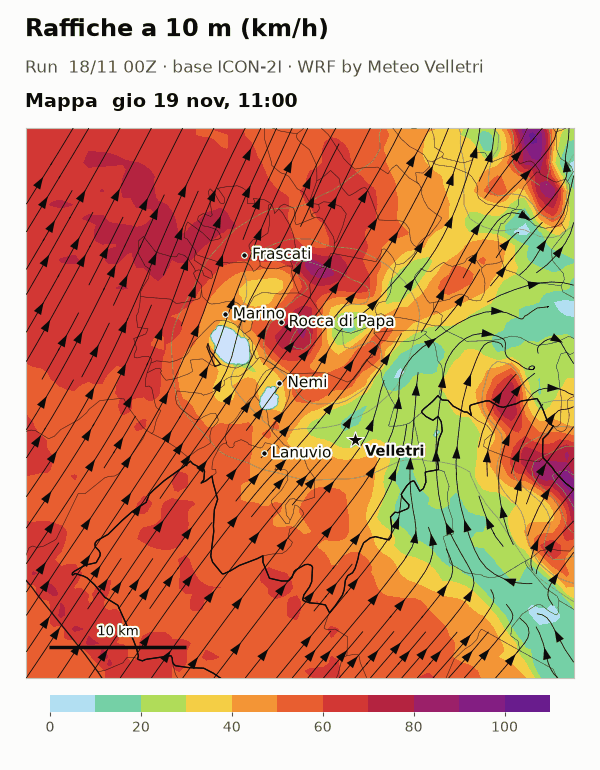 Raffiche a 10 m (km/h)
Run  18/11 00Z · base ICON-2I · WRF by Meteo Velletri
Mappa  gio 19 nov, 11:00
Frascati
Marino
Rocca di Papa
Nemi
Velletri
Lanuvio
10 km
0 20 40 60 80 100